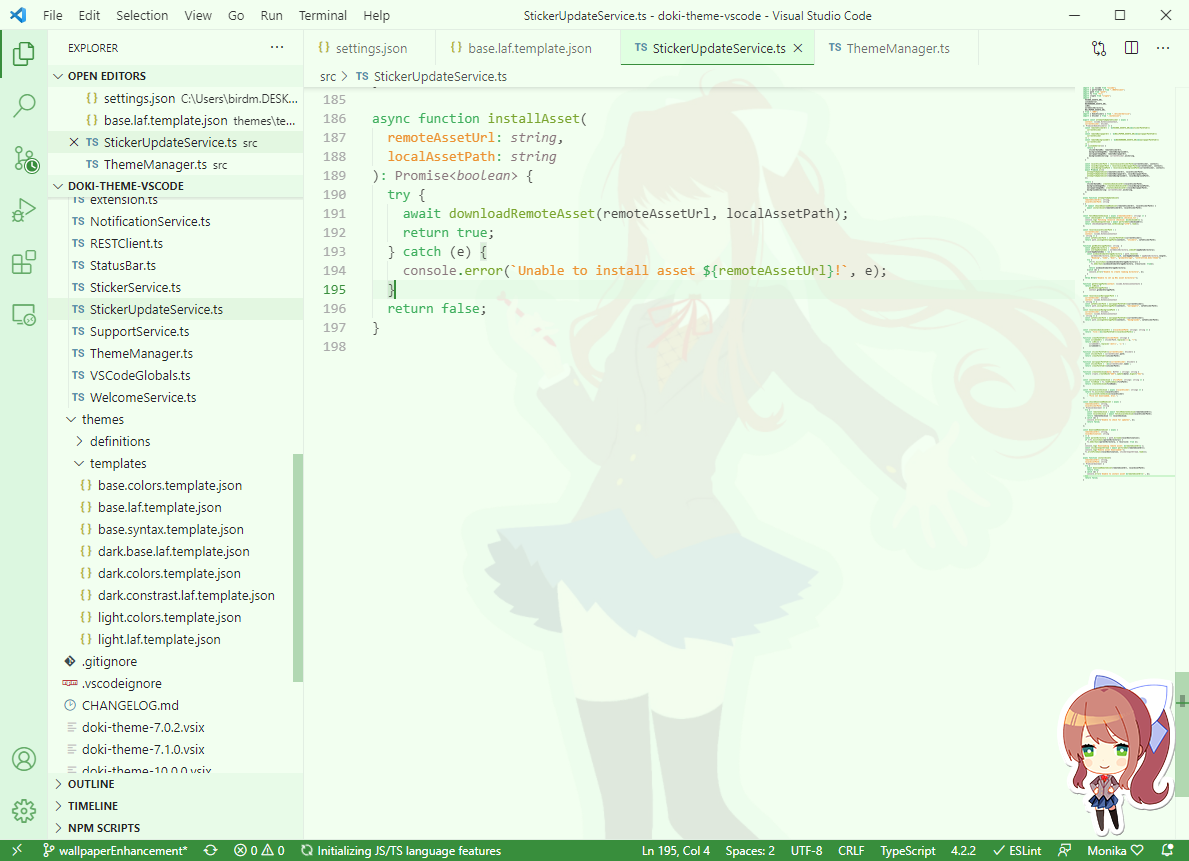 File Edit Selection View Go Run Terminal Help
StickerUpdateService.ts - doki-theme-vscode - Visual Studio Code
EXPLORER
OPEN EDITORS
{} settings.json C:\Users\birdm.DESK...
{} base.laf.template.json themes\te...
TS StickerUpdateService.ts src
TS ThemeManager.ts src
DOKI-THEME-VSCODE
TS extension.ts
TS NotificationService.ts
TS RESTClient.ts
TS StatusBar.ts
TS StickerService.ts
TS StickerUpdateService.ts
TS SupportService.ts
TS ThemeManager.ts
TS VSCodeGlobals.ts
TS WelcomeService.ts
themes
definitions
templates
{} base.colors.template.json
{} base.laf.template.json
{} base.syntax.template.json
{} dark.base.laf.template.json
{} dark.colors.template.json
{} dark.constrast.laf.template.json
{} light.colors.template.json
{} light.laf.template.json
.gitignore
npm .vscodeignore
CHANGELOG.md
doki-theme-7.0.2.vsix
doki-theme-7.1.0.vsix
doki-theme-10.0.0.vsix
OUTLINE
TIMELINE
NPM SCRIPTS
{} settings.json {} base.laf.template.json TS StickerUpdateService.ts TS ThemeManager.ts
src > TS StickerUpdateService.ts
185
186 async function installAsset(
187 remoteAssetUrl: string,
188 localAssetPath: string
189 ): Promise<boolean> {
190 try {
191 await downloadRemoteAsset(remoteAssetUrl, localAssetPath);
192 return true;
193 } catch (e) {
194 console.error(`Unable to install asset ${remoteAssetUrl}!`, e);
195 }
196 return false;
197 }
198
wallpaperEnhancement* 0 0 Initializing JS/TS language features Ln 195, Col 4 Spaces: 2 UTF-8 CRLF TypeScript 4.2.2 ESLint Monika ♡